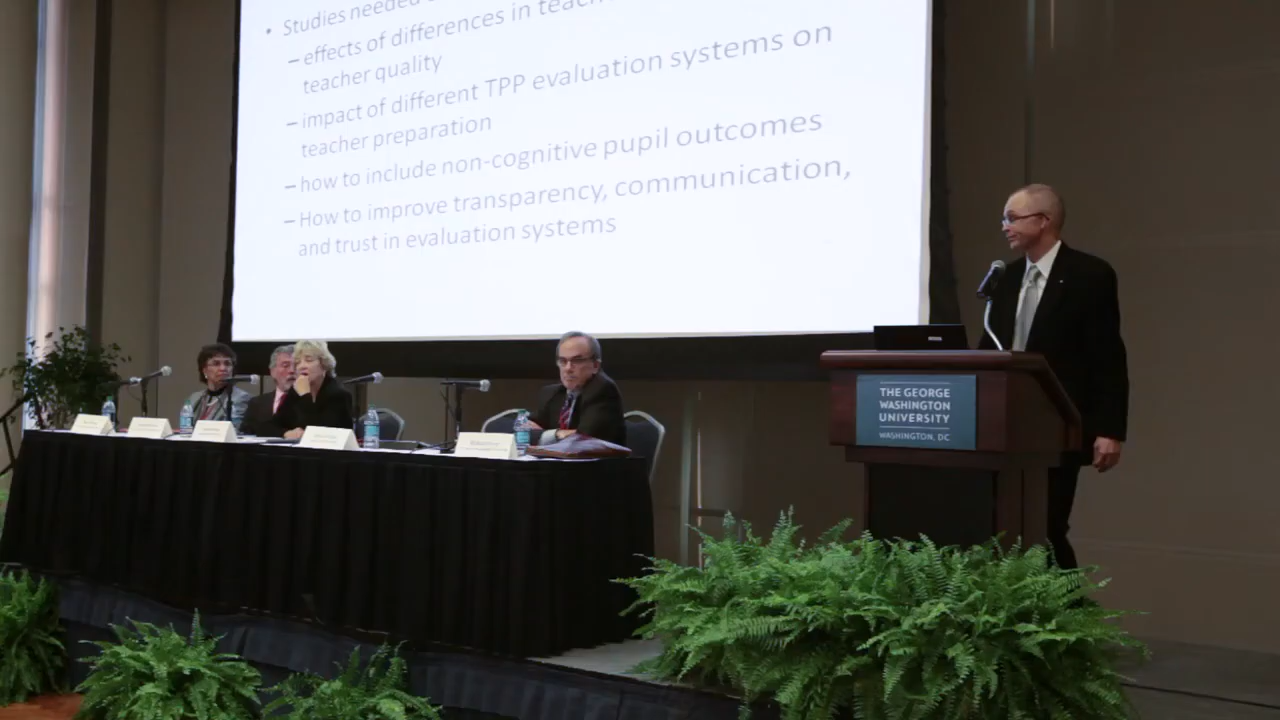 • Studies needed
– effects of differences in
teacher quality
– impact of different TPP evaluation systems on
teacher preparation
– how to include non-cognitive pupil outcomes
– How to improve transparency, communication,
and trust in evaluation systems
THE GEORGE
WASHINGTON
UNIVERSITY
WASHINGTON, DC